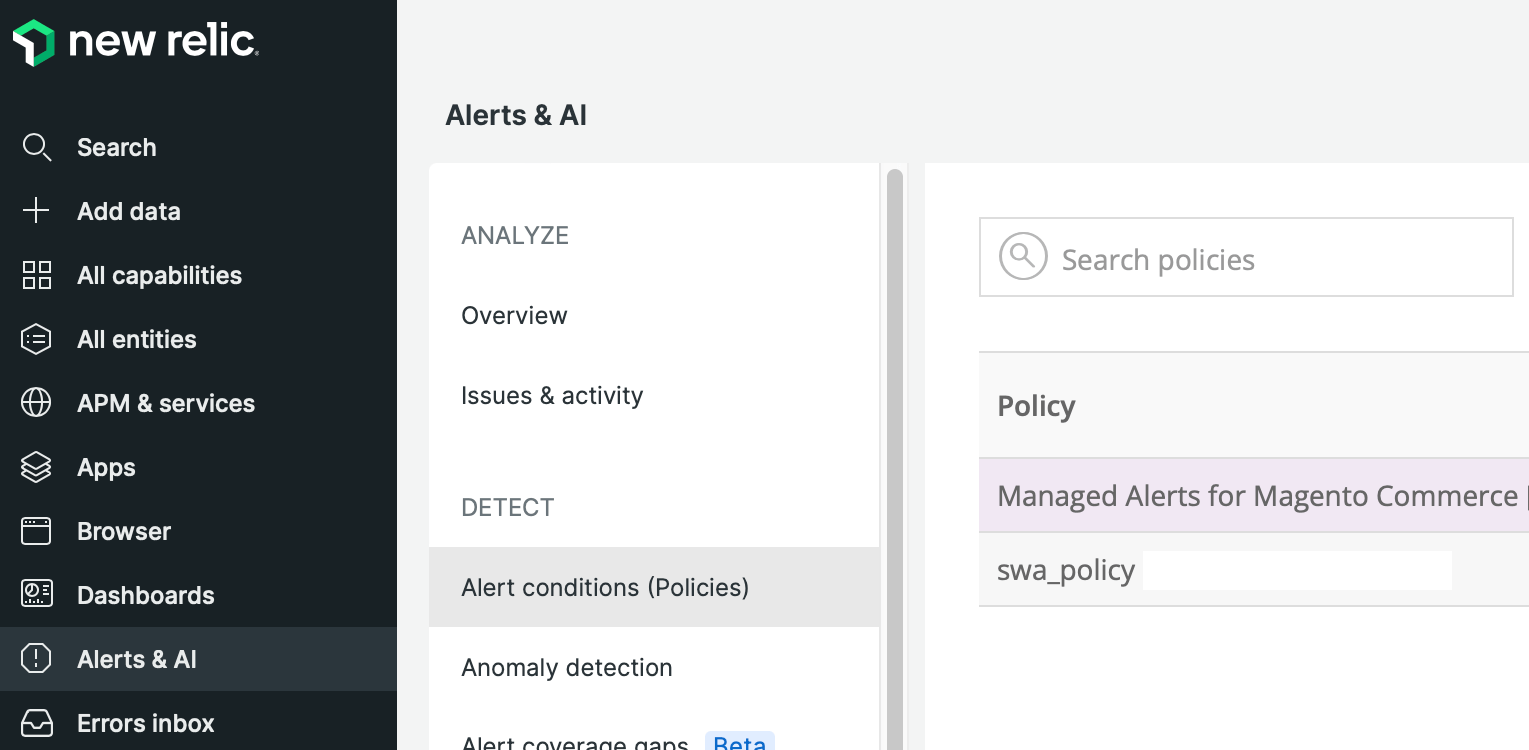 new relic
Search
Add data
All capabilities
All entities
APM & services
Apps
Browser
Dashboards
Alerts & AI
Errors inbox
Alerts & AI
ANALYZE
Overview
Issues & activity
DETECT
Alert conditions (Policies)
Anomaly detection
Alert coverage gaps Beta
Search policies
Policy
Managed Alerts for Magento Commerce
swa_policy